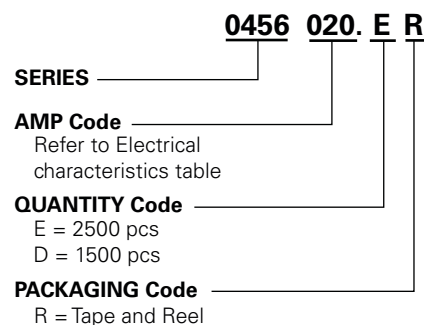 0456 020. E R
SERIES
AMP Code
Refer to Electrical
characteristics table
QUANTITY Code
E = 2500 pcs
D = 1500 pcs
PACKAGING Code
R = Tape and Reel